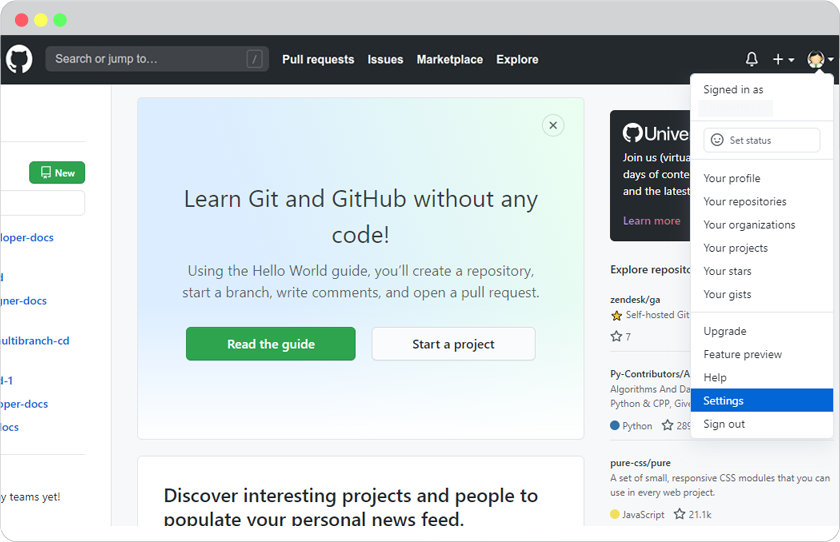 Search or jump to…
/
Pull requests
Issues
Marketplace
Explore
Signed in as
Set status
Your profile
Your repositories
Your organizations
Your projects
Your stars
Your gists
Upgrade
Feature preview
Help
Settings
Sign out
New
loper-docs
gner-docs
multibranch-cd
d-1
oper-docs
docs
y teams yet!
Learn Git and GitHub without any
code!
Using the Hello World guide, you’ll create a repository,
start a branch, write comments, and open a pull request.
Read the guide
Start a project
Discover interesting projects and people to
populate your personal news feed.
Unive
Join us (virtua
days of conte
and the latest
Learn more
Explore reposito
zendesk/ga
Self-hosted Git
7
Py-Contributors/A
Algorithms And Da
Python & CPP, Give
Python
289
pure-css/pure
A set of small, responsive CSS modules that you can
use in every web project.
JavaScript
21.1k